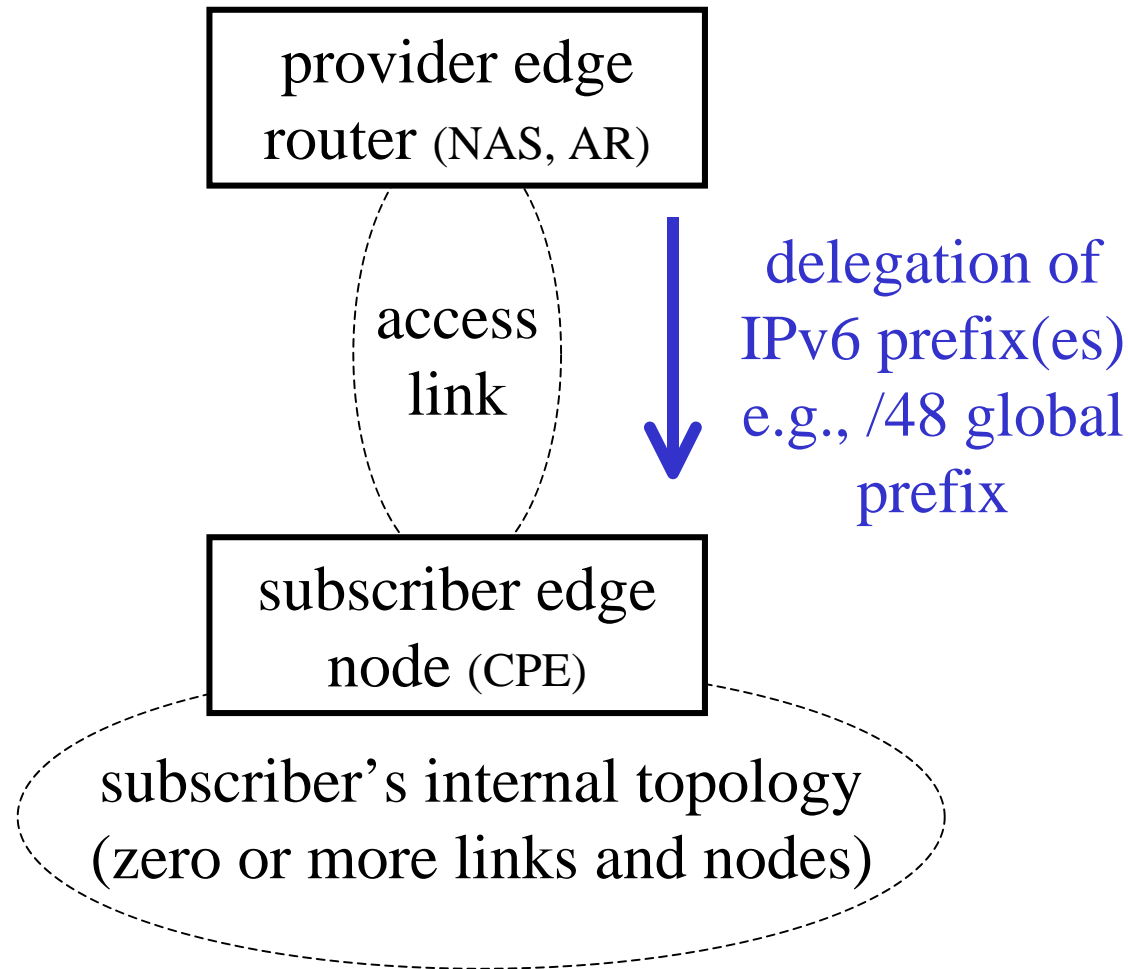 provider edge
router (NAS, AR)
access
link
delegation of
IPv6 prefix(es)
e.g., /48 global
prefix
subscriber edge
node (CPE)
subscriber’s internal topology
(zero or more links and nodes)